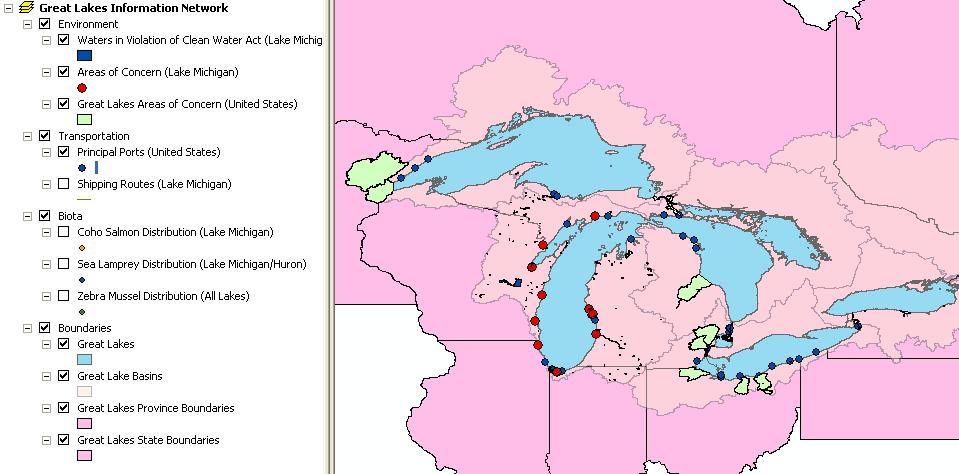 Great Lakes Information Network
Environment
Waters in Violation of Clean Water Act (Lake Michig
Areas of Concern (Lake Michigan)
Great Lakes Areas of Concern (United States)
Transportation
Principal Ports (United States)
Shipping Routes (Lake Michigan)
Biota
Coho Salmon Distribution (Lake Michigan)
Sea Lamprey Distribution (Lake Michigan/Huron)
Zebra Mussel Distribution (All Lakes)
Boundaries
Great Lakes
Great Lake Basins
Great Lakes Province Boundaries
Great Lakes State Boundaries